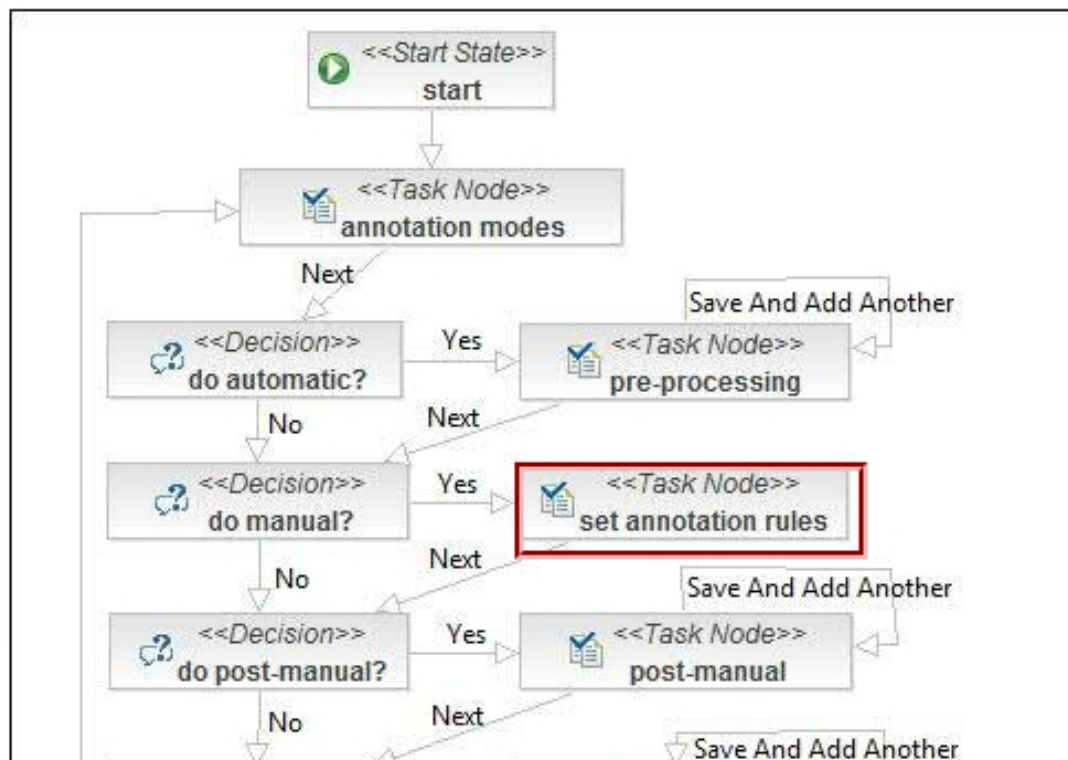 <<Start State>>
start
<<Task Node>>
annotation modes
Next
Save And Add Another
<<Decision>>
do automatic?
Yes
<<Task Node>>
pre-processing
No
Next
<<Decision>>
do manual?
Yes
<<Task Node>>
set annotation rules
No
Next
Save And Add Another
<<Decision>>
do post-manual?
Yes
<<Task Node>>
post-manual
No
Next
Save And Add Another